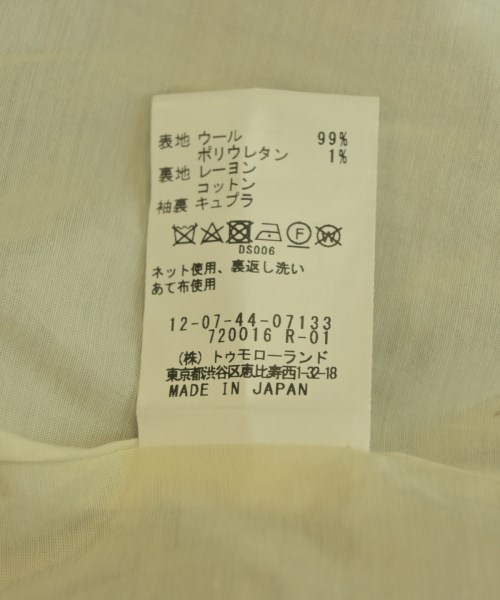 表地 ウール 99%
ポリウレタン 1%
裏地 レーヨン
コットン
袖裏 キュプラ
F W
DS006
ネット使用、裏返し洗い
あて布使用
12-07-44-07133
720016 R-01
(株) トゥモローランド
東京都渋谷区恵比寿西1-32-18
MADE IN JAPAN